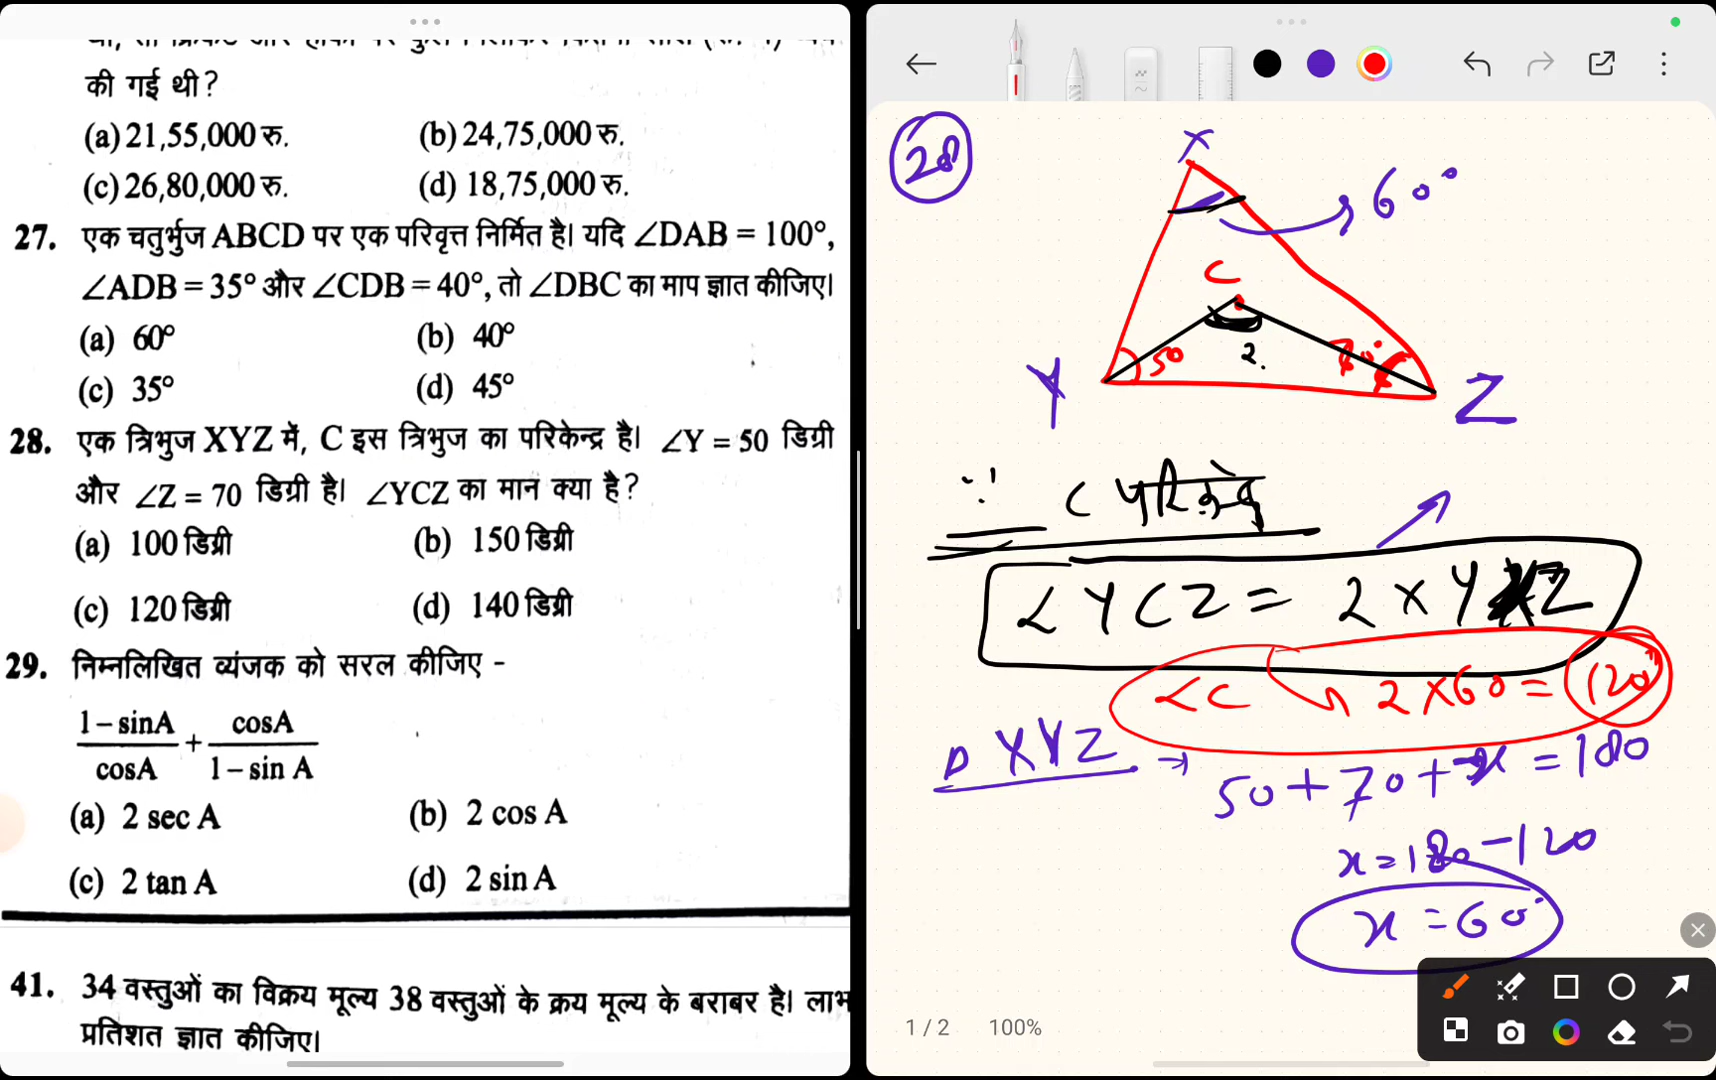 की गई थी?
(a) 21,55,000 रु. (b) 24,75,000 रु.
(c) 26,80,000 रु. (d) 18,75,000 रु.
27. एक चतुर्भुज ABCD पर एक परिवृत्त निर्मित है। यदि ∠DAB = 100°,
∠ADB = 35° और ∠CDB = 40°, तो ∠DBC का माप ज्ञात कीजिए।
(a) 60° (b) 40°
(c) 35° (d) 45°
28. एक त्रिभुज XYZ में, C इस त्रिभुज का परिकेन्द्र है। ∠Y = 50 डिग्री
और ∠Z = 70 डिग्री है। ∠YCZ का मान क्या है?
(a) 100 डिग्री (b) 150 डिग्री
(c) 120 डिग्री (d) 140 डिग्री
29. निम्नलिखित व्यंजक को सरल कीजिए -
1 – sinA / cosA + cosA / 1 – sin A
(a) 2 sec A (b) 2 cos A
(c) 2 tan A (d) 2 sin A
41. 34 वस्तुओं का विक्रय मूल्य 38 वस्तुओं के क्रय मूल्य के बराबर है। लाभ
प्रतिशत ज्ञात कीजिए।
28
X
60°
C
50
2.
70°
Y
Z
∵ C
∠YCZ = 2 × YXZ
∠C 2×60 = 120°
Δ XYZ → 50 + 70 + x = 180
x = 180 – 120
x = 60°
1 / 2 100%